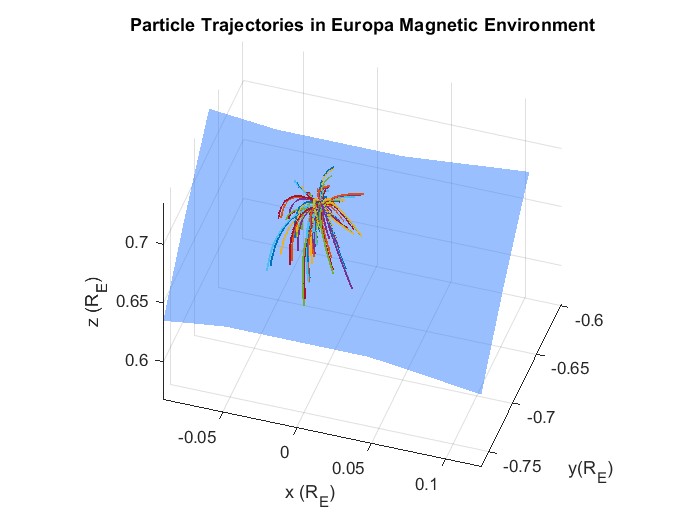 Particle Trajectories in Europa Magnetic Environment
0.7
0.65
0.6
z (R_E)
-0.05
0
0.05
0.1
x (R_E)
-0.6
-0.65
-0.7
-0.75
y(R_E)